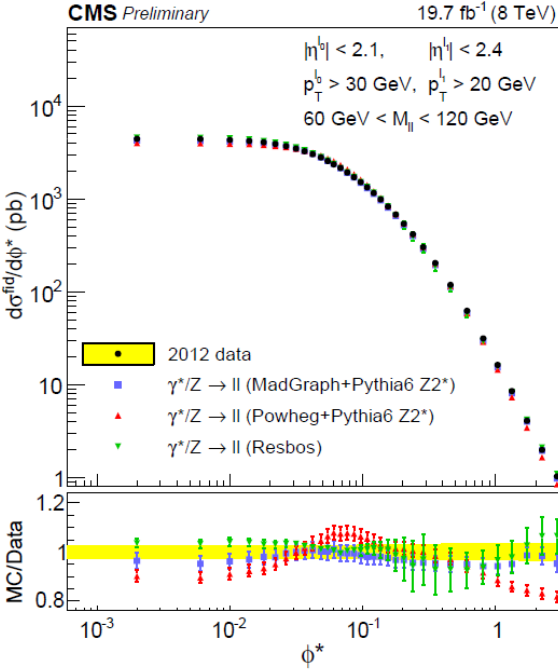 CMS Preliminary 19.7 fb⁻¹ (8 TeV)
|η^l₀| < 2.1, |η^l₁| < 2.4
p_T^l₀ > 30 GeV, p_T^l₁ > 20 GeV
60 GeV < M_ll < 120 GeV
dσ^fid/dϕ* (pb)
10⁴
10³
10²
10
1
2012 data
γ*/Z → ll (MadGraph+Pythia6 Z2*)
γ*/Z → ll (Powheg+Pythia6 Z2*)
γ*/Z → ll (Resbos)
MC/Data
1.2
1
0.8
10⁻³ 10⁻² 10⁻¹ 1
ϕ*